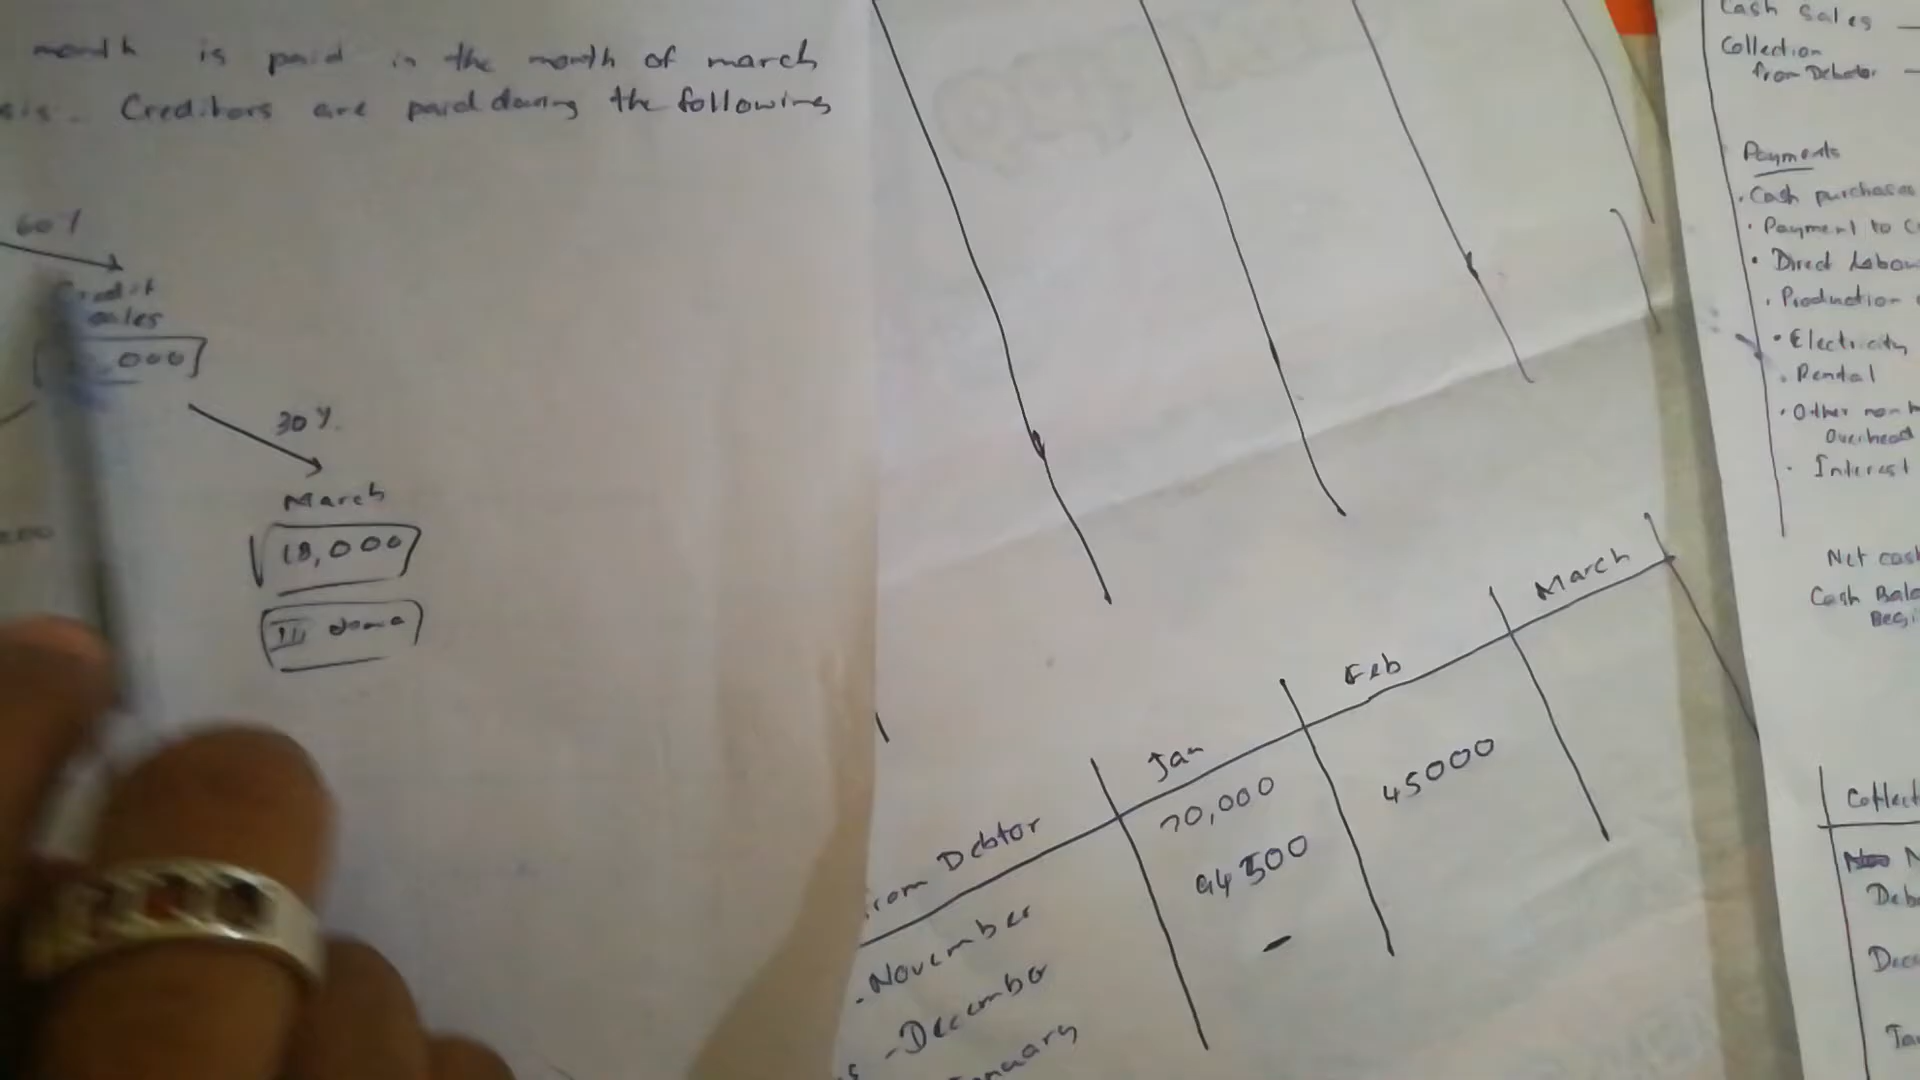 month is paid in the month of march
Creditors are paid during the following
60%
Credit
sales
,000
30%.
March
18,000
III
Jan
Feb
March
from Debtor
70,000
45000
- November
94500
- December
-
January
Cash Sales
Collection
from Debtor
Payments
• Cash purchases
• Payment to C
• Direct Labou
• Production
• Electricity
• Rental
• Other
Overhead
• Interest
Net cash
Cash Bala
Begi
Collect
N
Deb
Dec
Ja